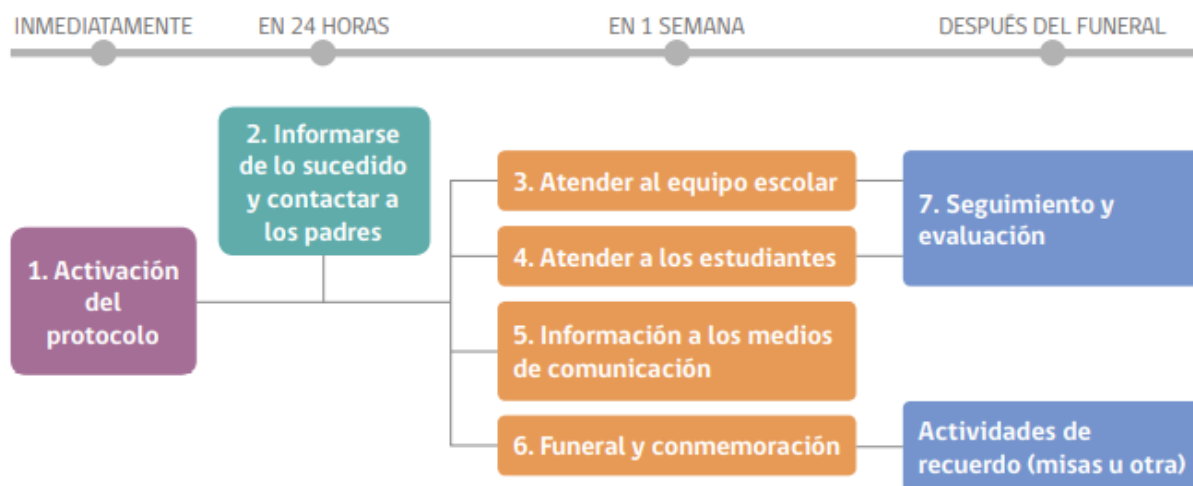 INMEDIATAMENTE
EN 24 HORAS
EN 1 SEMANA
DESPUÉS DEL FUNERAL
1. Activación
del
protocolo
2. Informarse
de lo sucedido
y contactar a
los padres
3. Atender al equipo escolar
4. Atender a los estudiantes
5. Información a los medios
de comunicación
6. Funeral y conmemoración
7. Seguimiento y
evaluación
Actividades de
recuerdo (misas u otra)